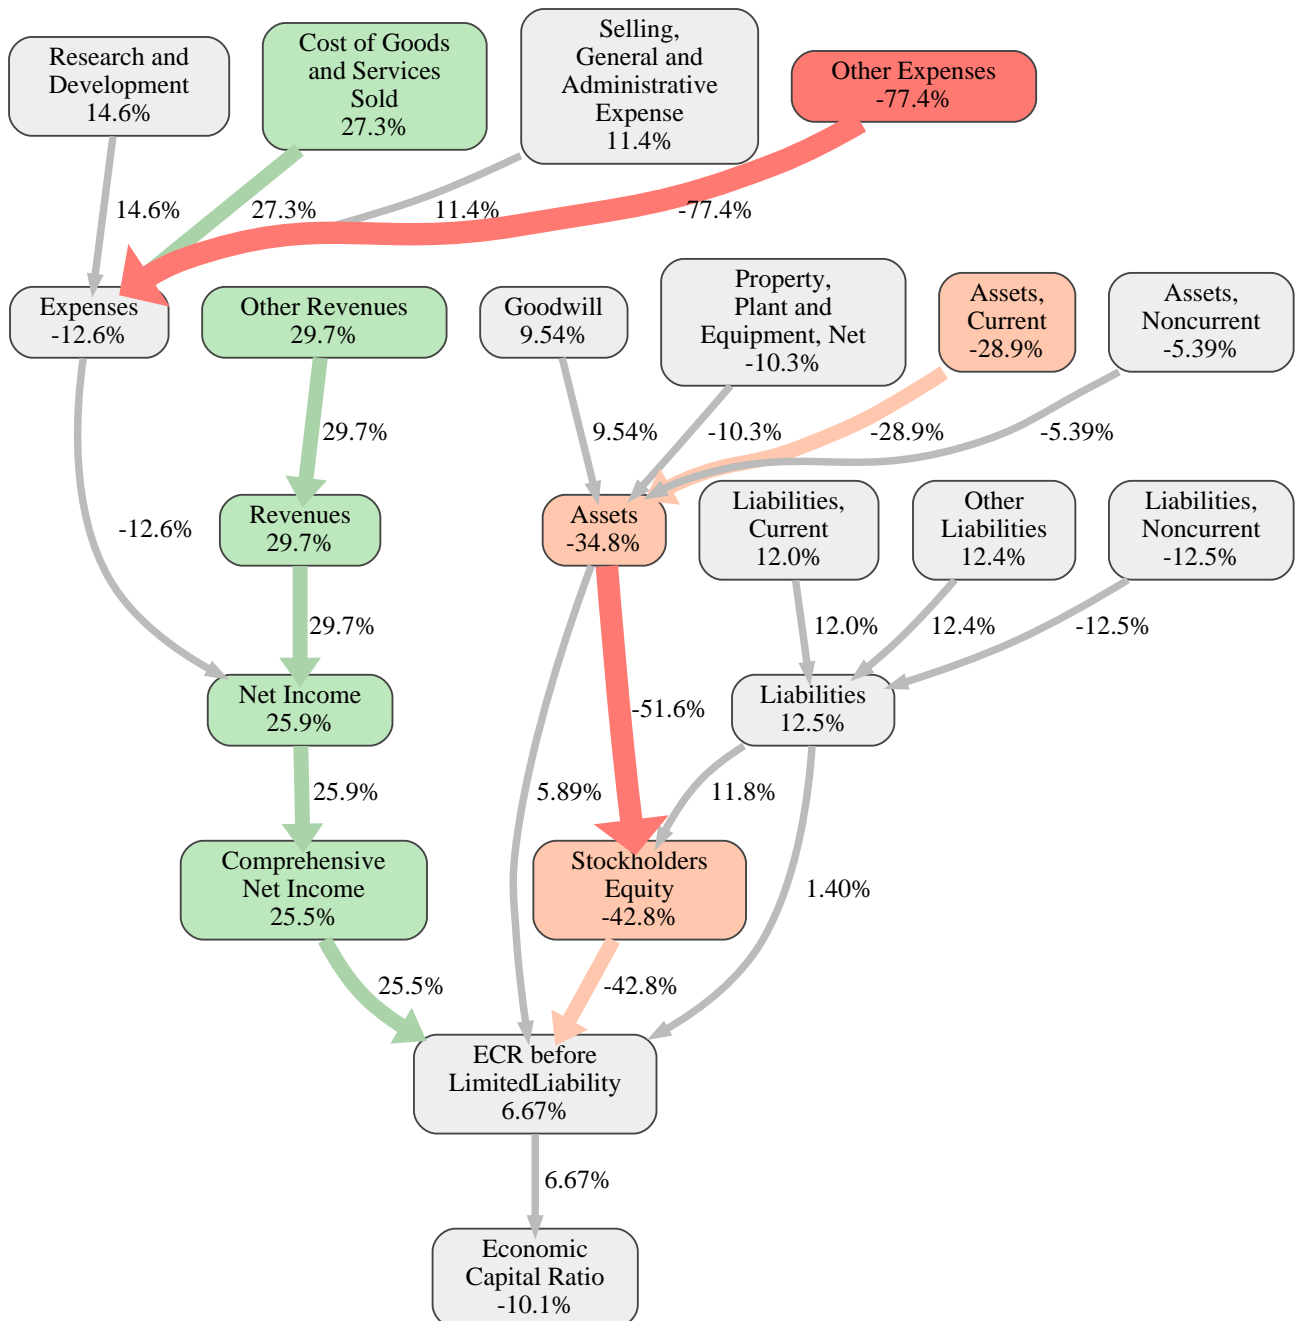 Research and
Development
14.6%
Cost of Goods
and Services
Sold
27.3%
Selling,
General and
Administrative
Expense
11.4%
Other Expenses
-77.4%
14.6%
27.3%
11.4%
-77.4%
Expenses
-12.6%
Other Revenues
29.7%
Goodwill
9.54%
Property,
Plant and
Equipment, Net
-10.3%
Assets,
Current
-28.9%
Assets,
Noncurrent
-5.39%
29.7%
9.54%
-10.3%
-28.9%
-5.39%
-12.6%
Revenues
29.7%
Assets
-34.8%
Liabilities,
Current
12.0%
Other
Liabilities
12.4%
Liabilities,
Noncurrent
-12.5%
29.7%
12.0%
12.4%
-12.5%
Net Income
25.9%
-51.6%
Liabilities
12.5%
25.9%
5.89%
11.8%
Comprehensive
Net Income
25.5%
Stockholders
Equity
-42.8%
1.40%
25.5%
-42.8%
ECR before
LimitedLiability
6.67%
6.67%
Economic
Capital Ratio
-10.1%